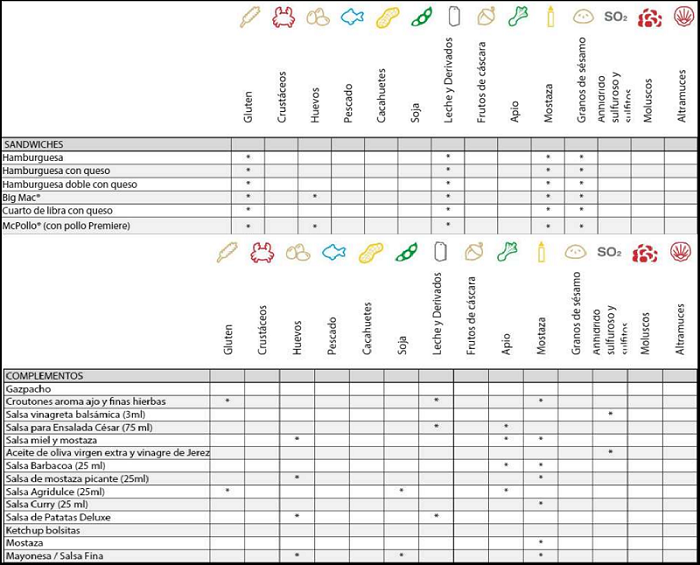 SO₂
Gluten
Crustáceos
Huevos
Pescado
Cacahuetes
Soja
Leche y Derivados
Frutos de cáscara
Apio
Mostaza
Granos de sésamo
Anhidrido
sulfuroso y
sulfitos
Moluscos
Altramuces
SANDWICHES
Hamburguesa * * * *
Hamburguesa con queso * * * *
Hamburguesa doble con queso * * * *
Big Mac® * * * * *
Cuarto de libra con queso * * * *
McPollo® (con pollo Premiere) * * * * *
SO₂
Gluten
Crustáceos
Huevos
Pescado
Cacahuetes
Soja
Leche y Derivados
Frutos de cáscara
Apio
Mostaza
Granos de sésamo
Anhidrido
sulfuroso y
sulfitos
Moluscos
Altramuces
COMPLEMENTOS
Gazpacho
Croutones aroma ajo y finas hierbas * * *
Salsa vinagreta balsámica (3ml) *
Salsa para Ensalada César (75 ml) * *
Salsa miel y mostaza * * *
Aceite de oliva virgen extra y vinagre de Jerez *
Salsa Barbacoa (25 ml) * *
Salsa de mostaza picante (25ml) * *
Salsa Agridulce (25ml) * * *
Salsa Curry (25 ml) *
Salsa de Patatas Deluxe * *
Ketchup bolsitas
Mostaza *
Mayonesa / Salsa Fina * * *